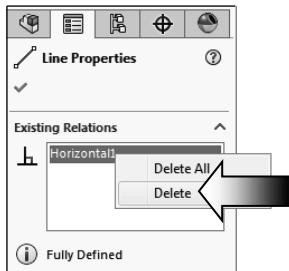 Line Properties
Existing Relations
Horizontal1
Delete All
Delete
Fully Defined